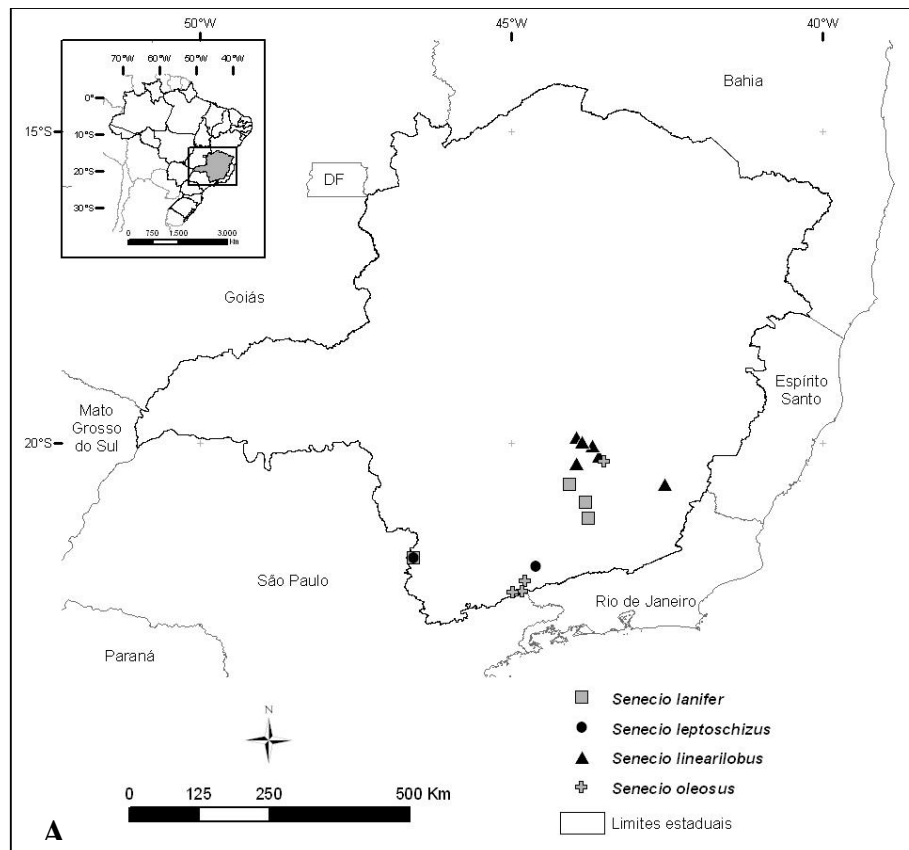 50°W 45°W 40°W
70°W 60°W 50°W 40°W
0°
10°S
20°S
30°S
0 750 1.500 3.000
Km
Bahia
15°S
DF
Goiás
Mato
Grosso
do Sul
Espírito
Santo
20°S
São Paulo
Rio de Janeiro
Paraná
N
Senecio lanifer
Senecio leptoschizus
Senecio linearilobus
Senecio oleosus
Limites estaduais
0 125 250 500 Km
A